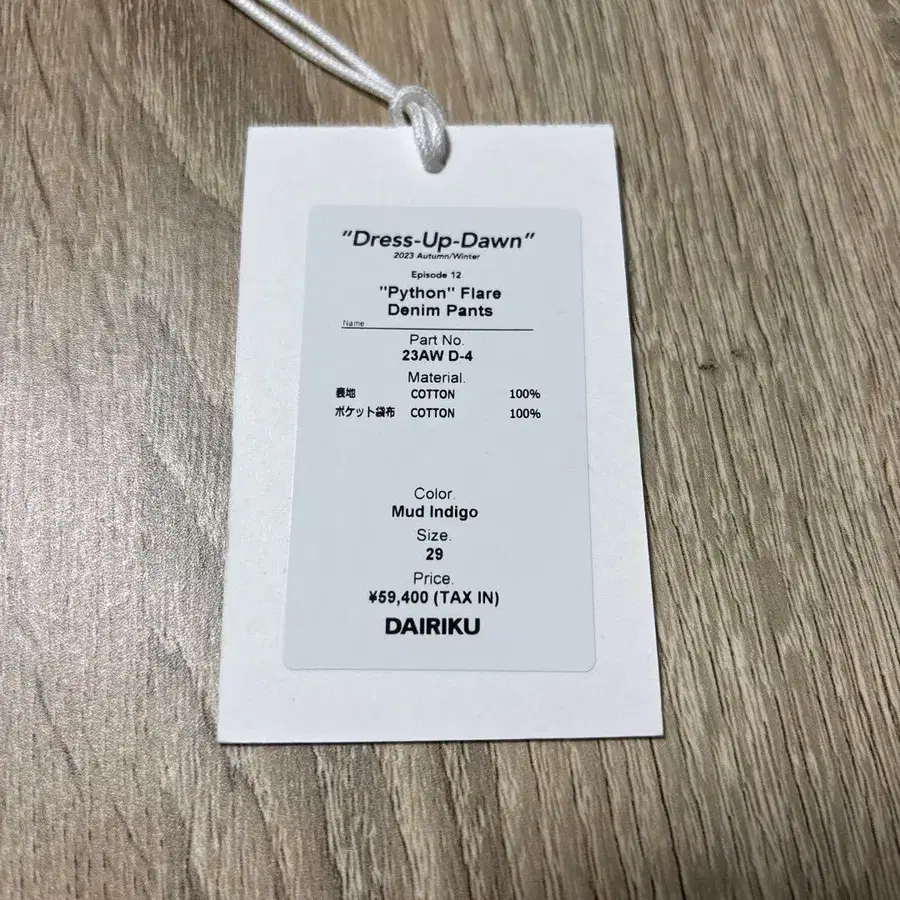 "Dress-Up-Dawn"
2023 Autumn/Winter
Episode 12
"Python" Flare
Denim Pants
Name
Part No.
23AW D-4
Material.
表地 COTTON 100%
ポケット袋布 COTTON 100%
Color.
Mud Indigo
Size.
29
Price.
¥59,400 (TAX IN)
DAIRIKU